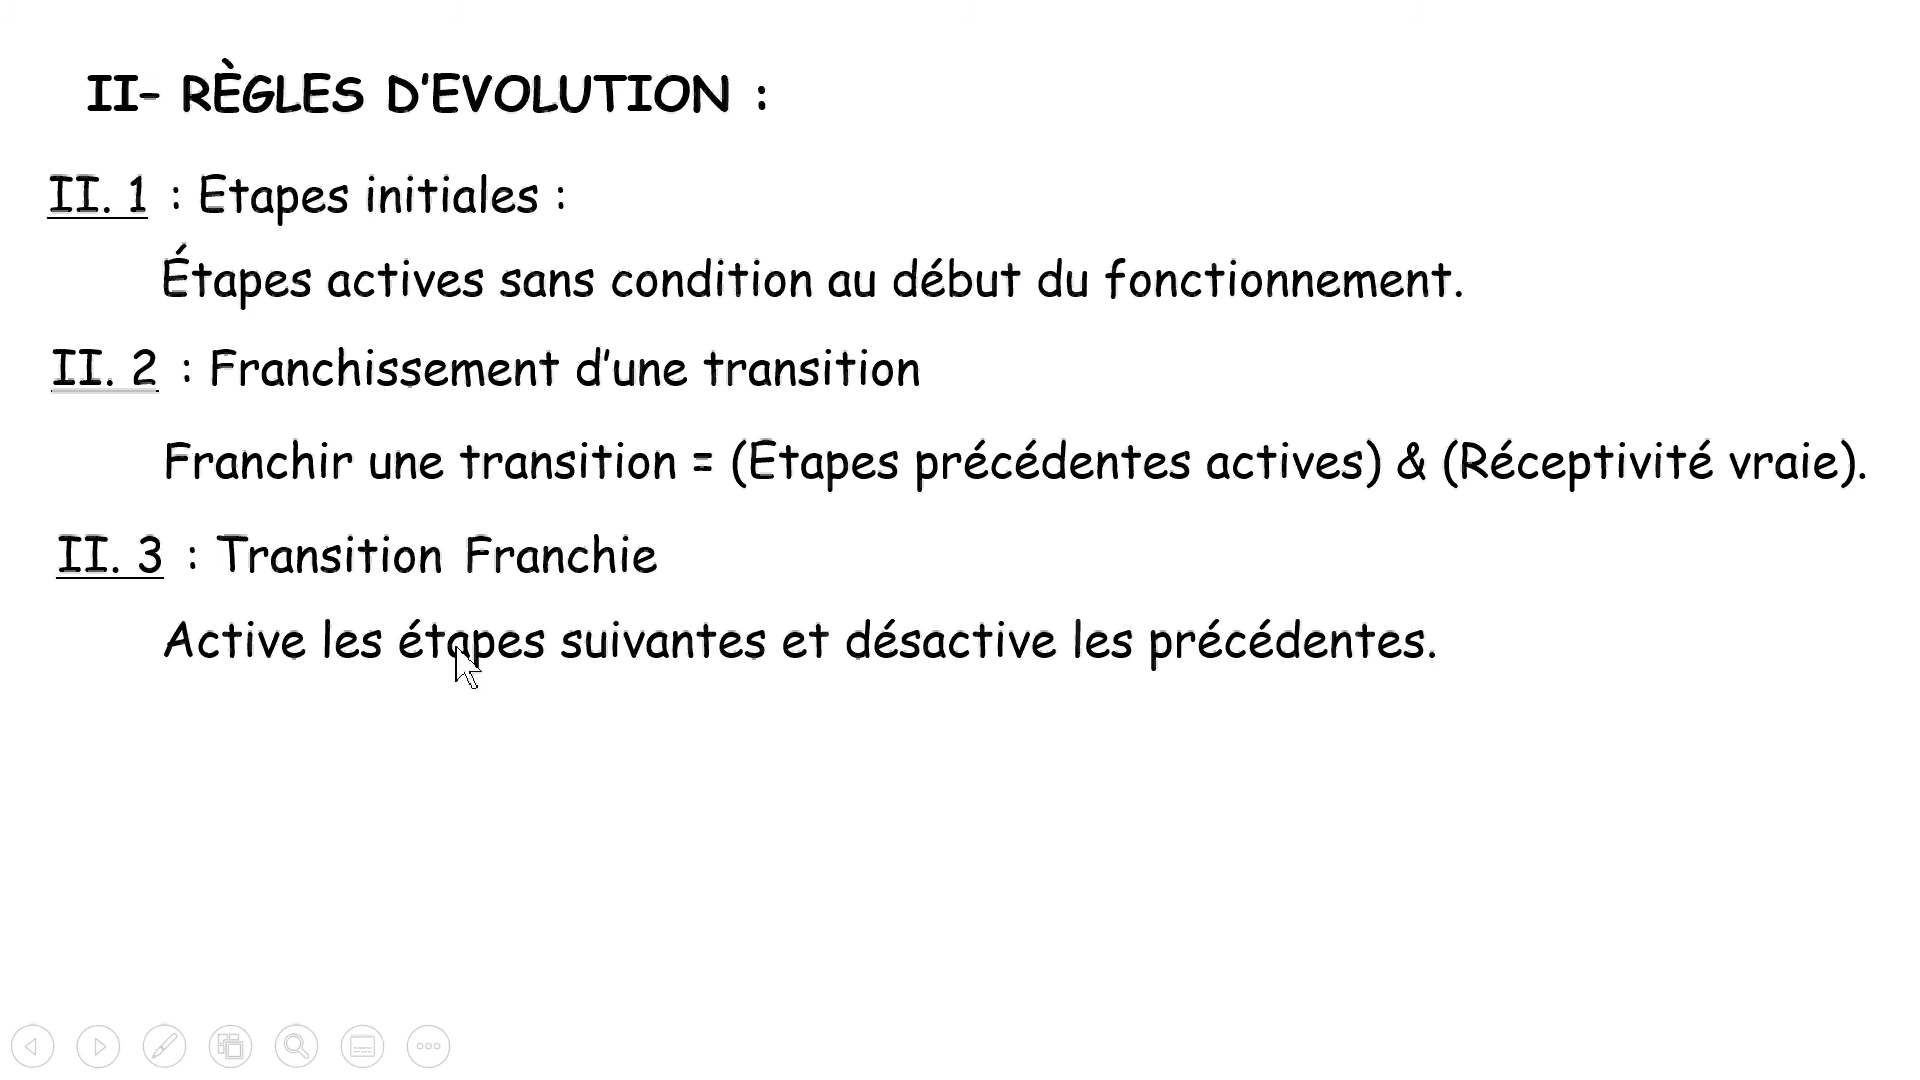 II- RÈGLES D'EVOLUTION :
II. 1 : Etapes initiales :
Étapes actives sans condition au début du fonctionnement.
II. 2 : Franchissement d'une transition
Franchir une transition = (Etapes précédentes actives) & (Réceptivité vraie).
II. 3 : Transition Franchie
Active les étapes suivantes et désactive les précédentes.